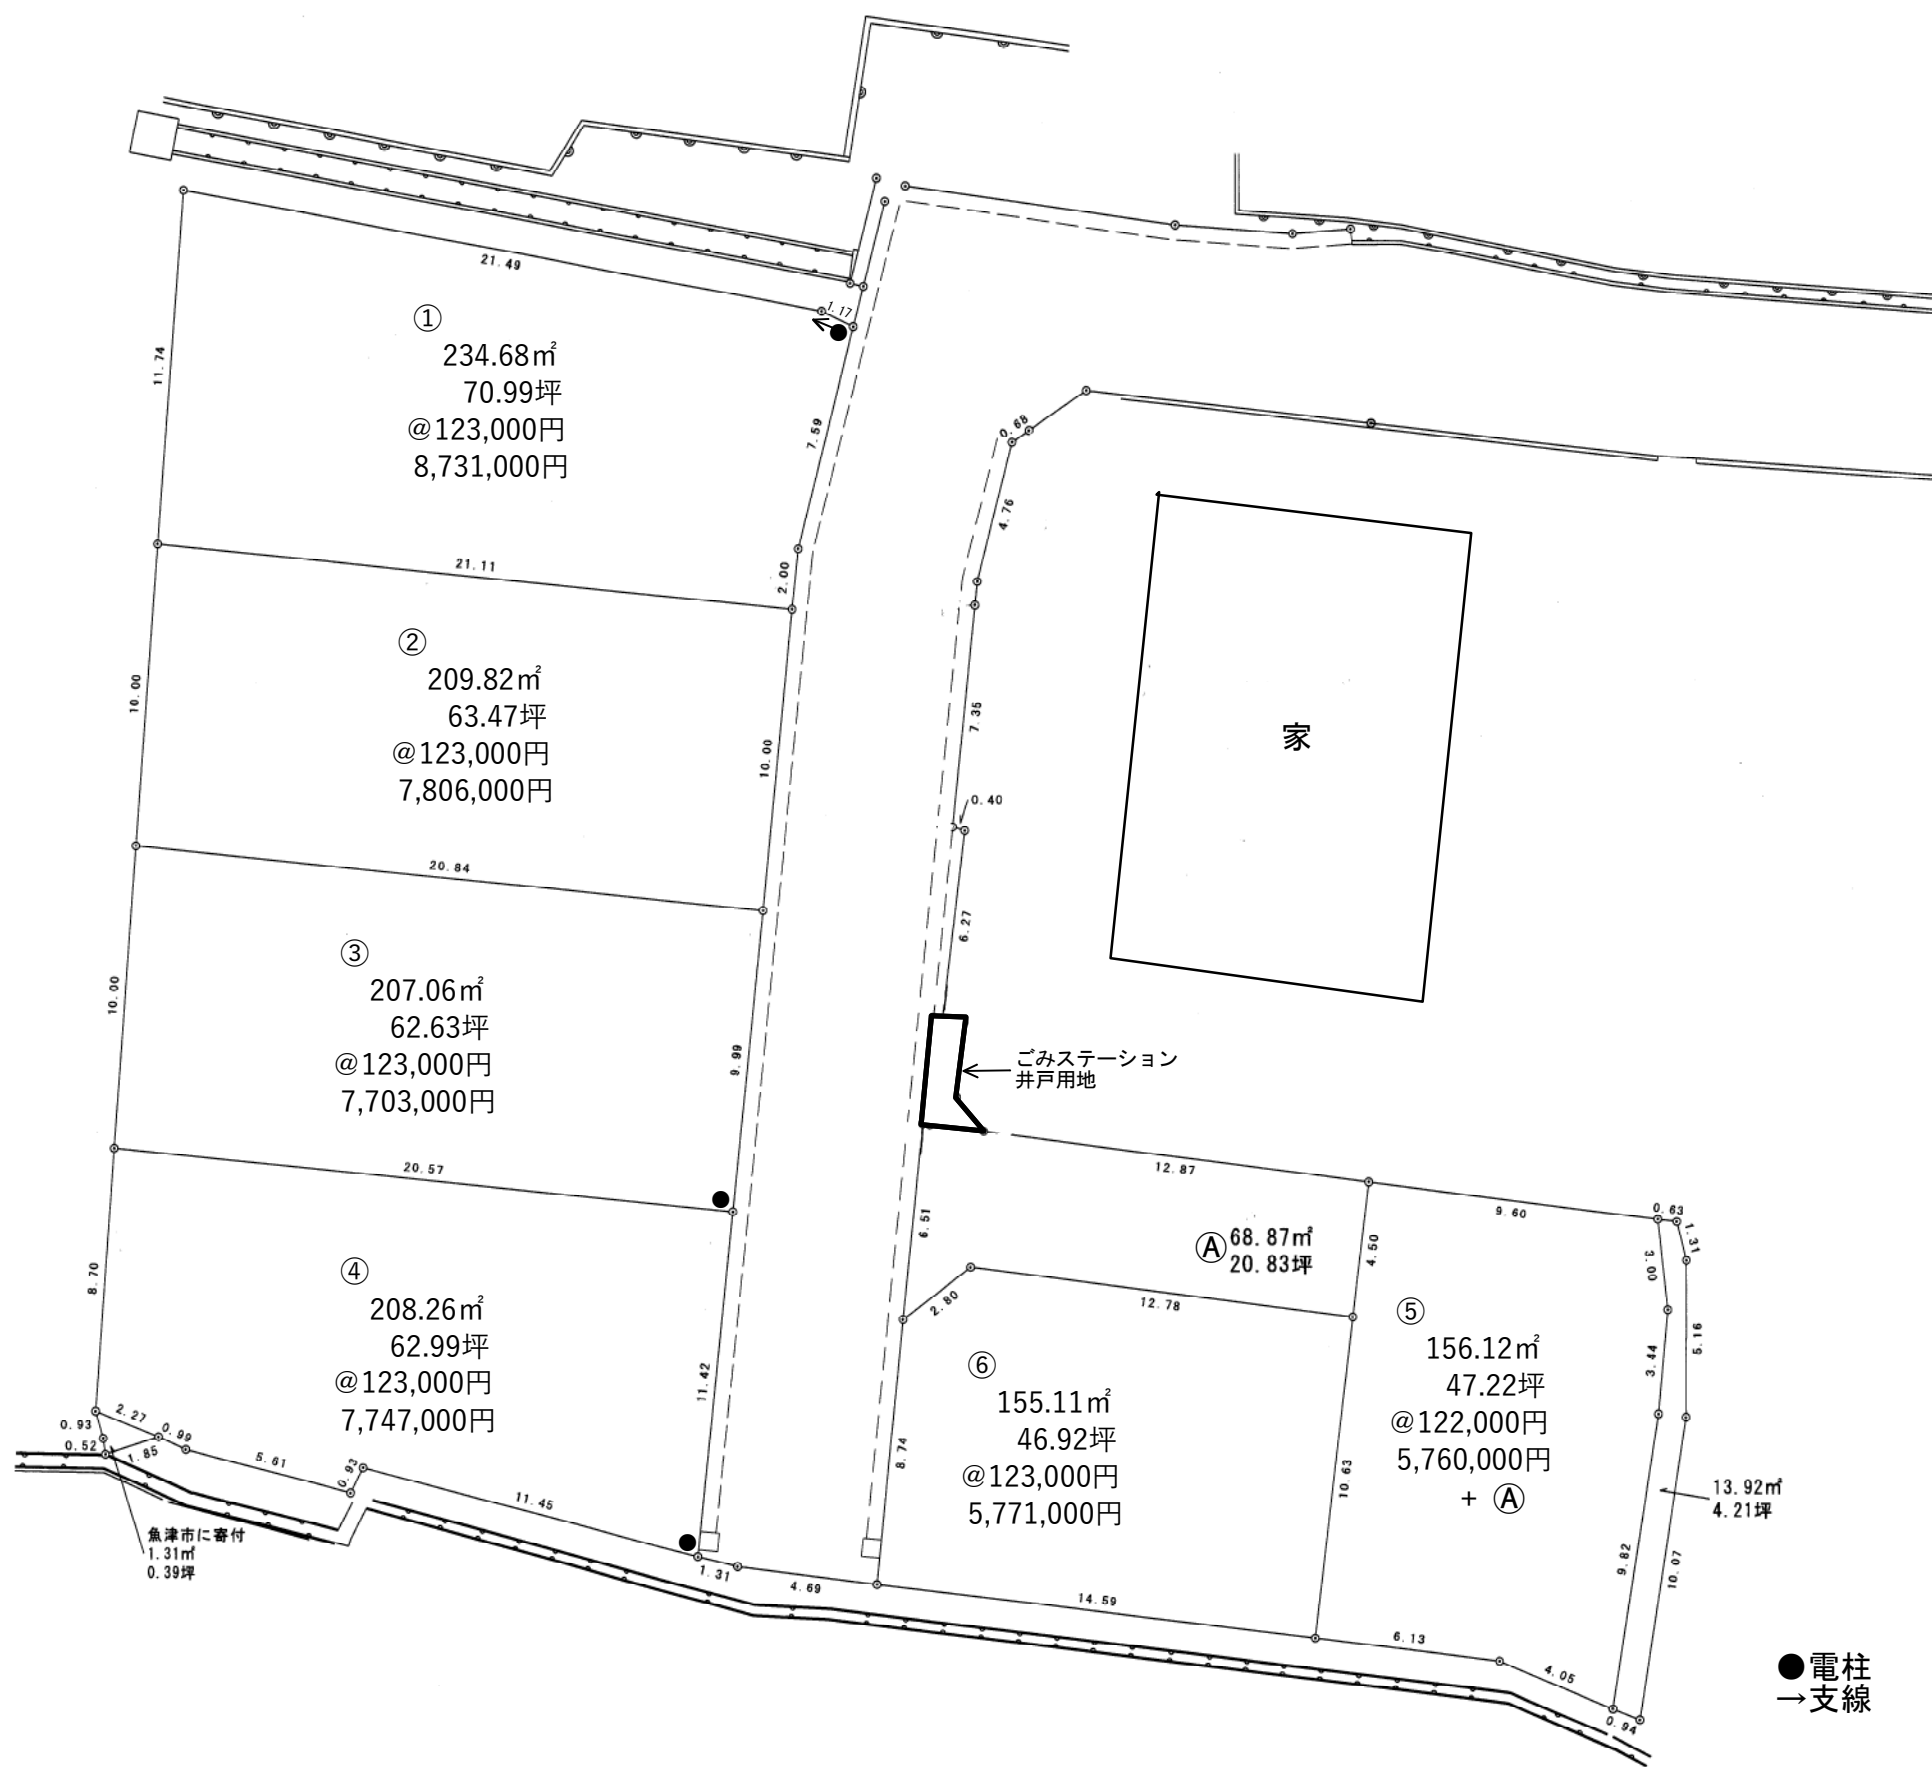 21.49
1.17
①
234.68㎡
70.99坪
@123,000円
8,731,000円
11.74
7.59
0.68
4.76
21.11
2.00
②
209.82㎡
63.47坪
@123,000円
7,806,000円
10.00
10.00
7.35
家
0.40
20.84
6.27
③
207.06㎡
62.63坪
@123,000円
7,703,000円
10.00
9.99
ごみステーション
井戸用地
20.57
12.87
9.60
0.63
1.31
6.51
Ⓐ68.87㎡
20.83坪
4.50
3.00
④
208.26㎡
62.99坪
@123,000円
7,747,000円
8.70
11.42
2.80
12.78
⑤
156.12㎡
47.22坪
@122,000円
5,760,000円
+ Ⓐ
5.16
3.44
⑥
155.11㎡
46.92坪
@123,000円
5,771,000円
8.74
10.63
13.92㎡
4.21坪
2.27
0.99
0.93
0.52
1.85
5.61
0.93
11.45
魚津市に寄付
1.31㎡
0.39坪
9.82
10.07
1.31
4.69
14.59
6.13
4.05
0.94
●電柱
→支線